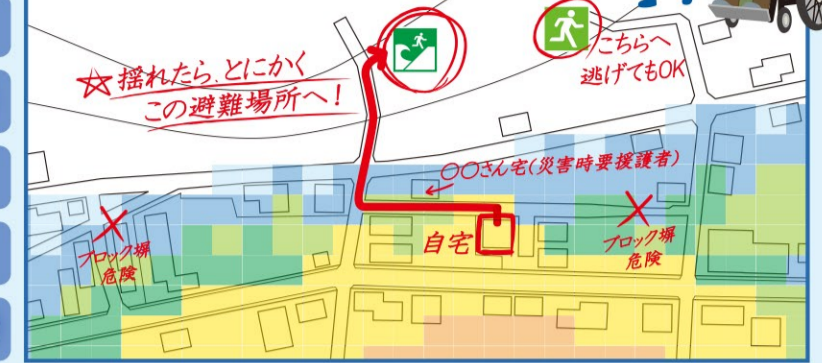 ☆揺れたら、とにかく
この避難場所へ!
こちらへ
逃げてもOK
〇〇さん宅(災害時要援護者)
自宅
ブロック塀
危険
ブロック塀
危険